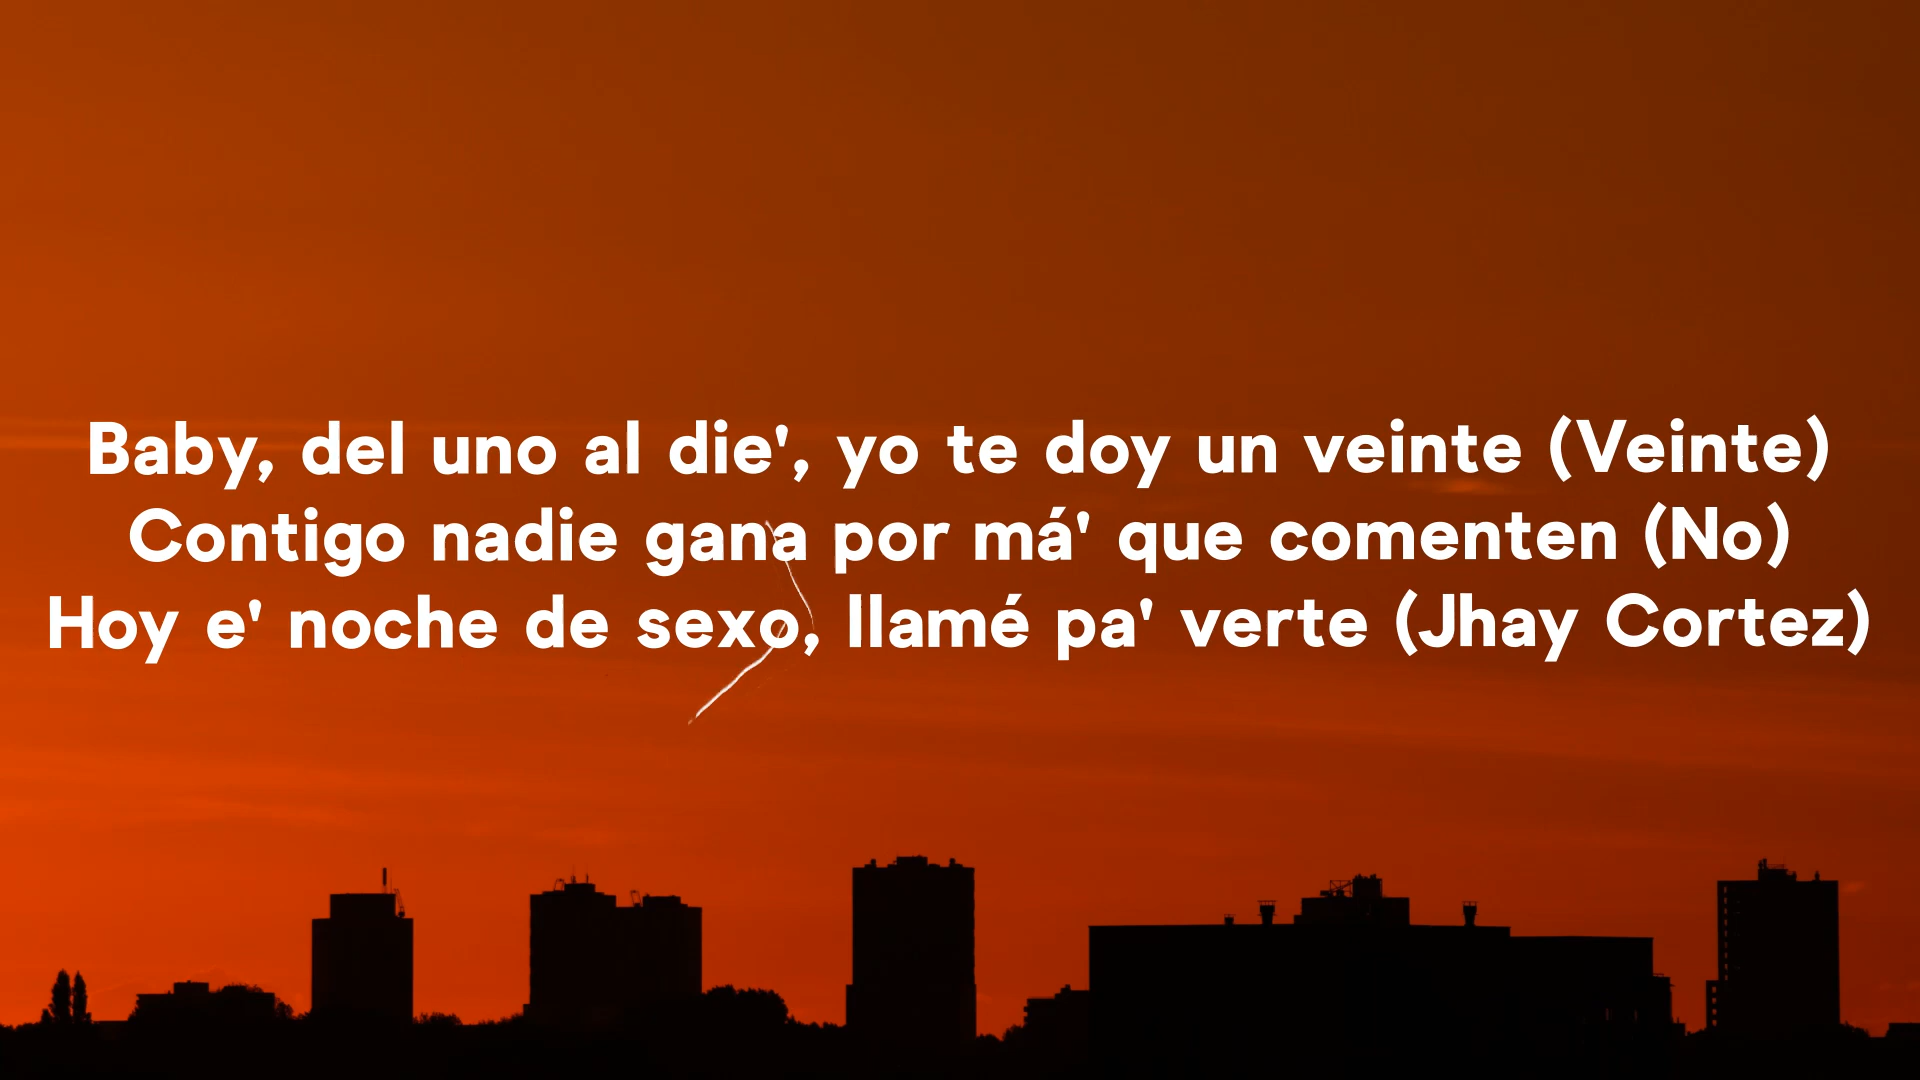 Baby, del uno al die', yo te doy un veinte (Veinte)
Contigo nadie gana por má' que comenten (No)
Hoy e' noche de sexo, llamé pa' verte (Jhay Cortez)